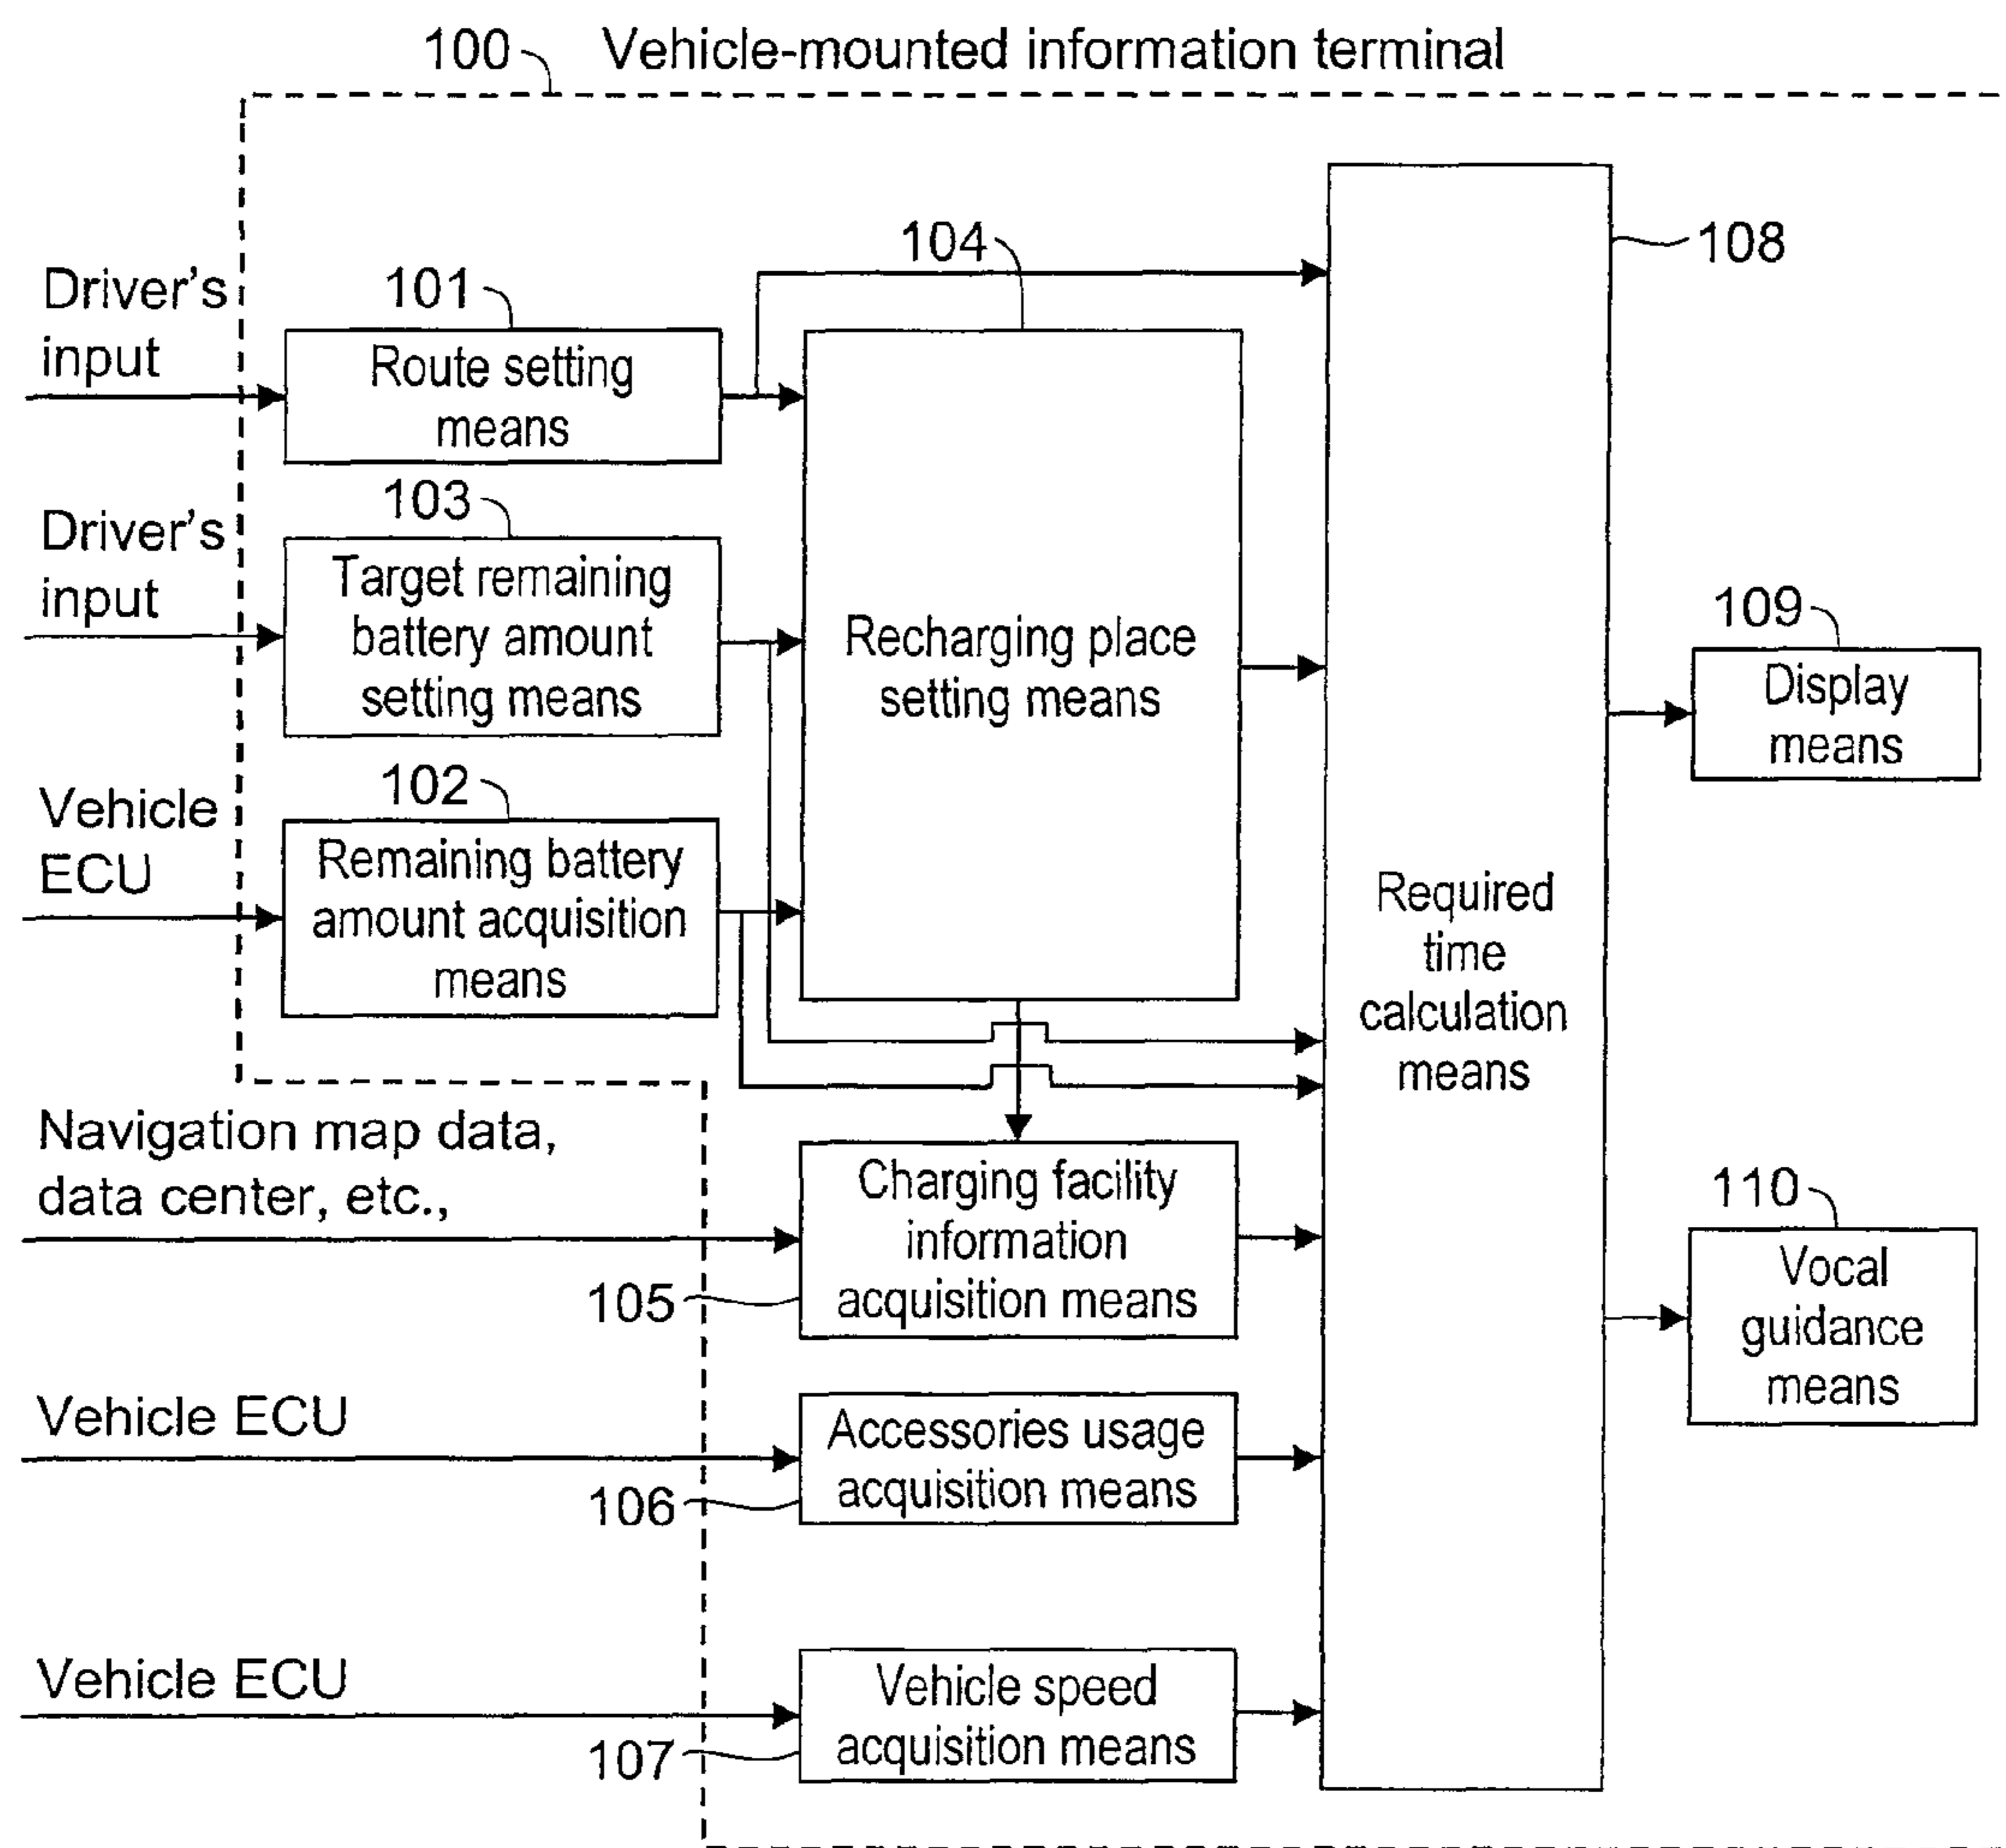 100 Vehicle-mounted information terminal
104
108
Driver's
input
101
Route setting
means
Driver's
input
103
Target remaining
battery amount
setting means
Recharging place
setting means
109
Display
means
Vehicle
ECU
102
Remaining battery
amount acquisition
means
Required
time
calculation
means
Navigation map data,
data center, etc.,
Charging facility
information
acquisition means
105
110
Vocal
guidance
means
Vehicle ECU
Accessories usage
acquisition means
106
Vehicle ECU
Vehicle speed
acquisition means
107